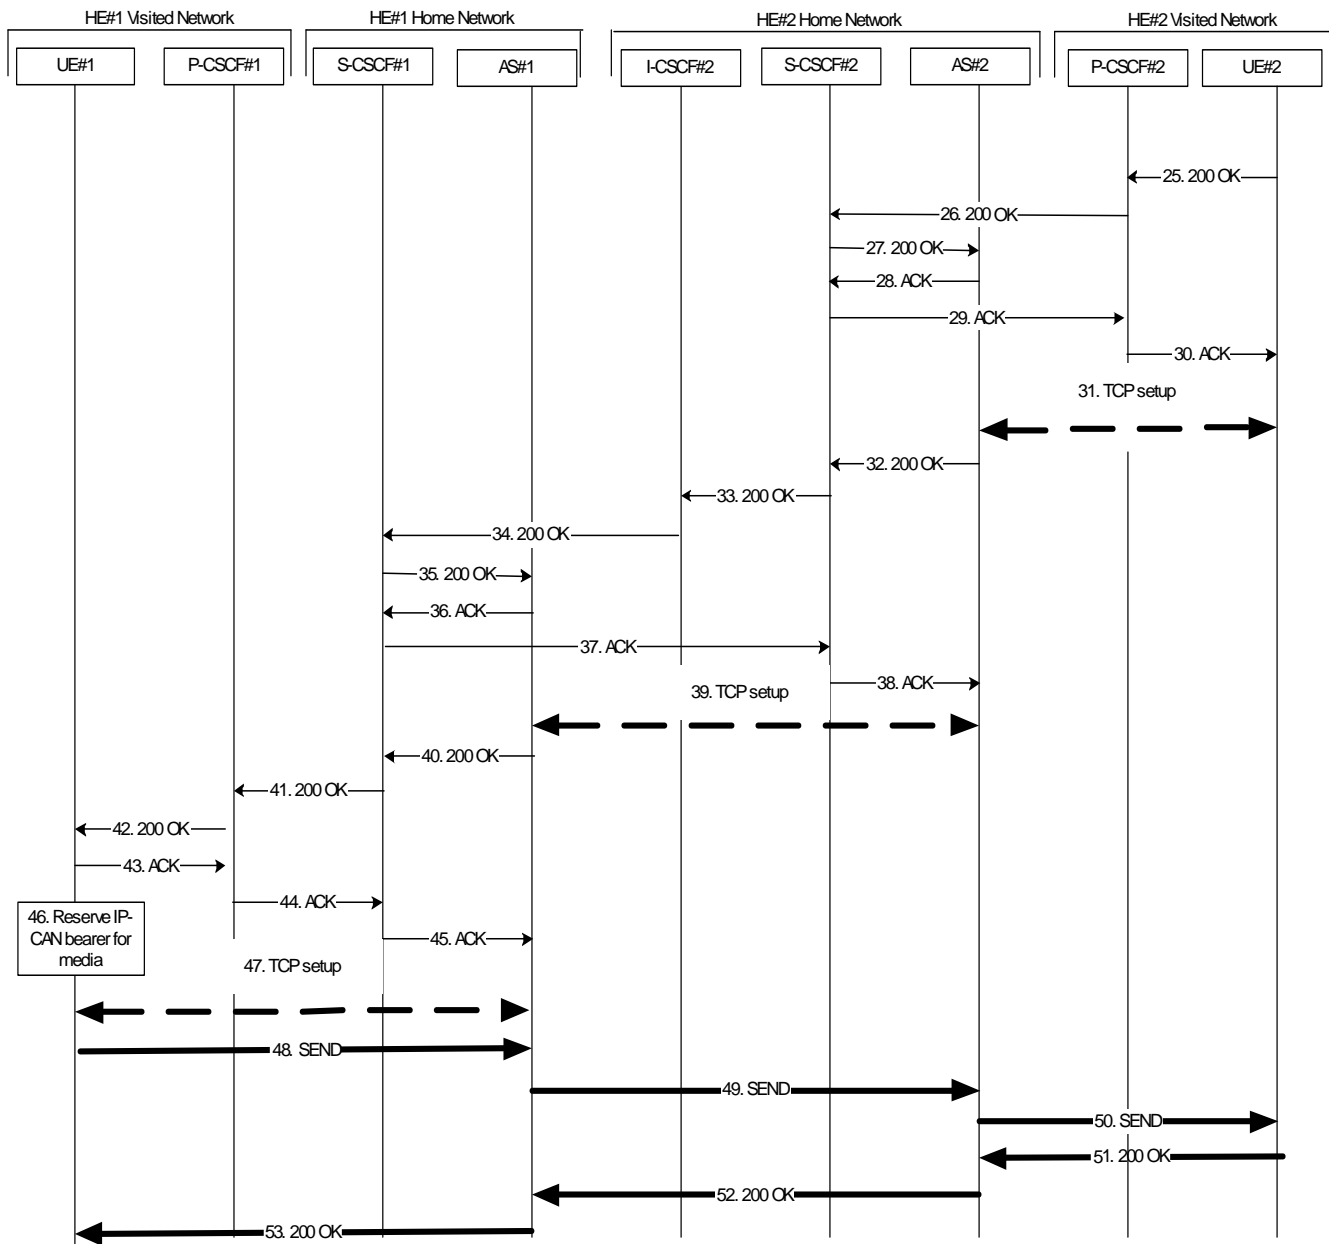 HE#1 Visited Network
HE#1 Home Network
HE#2 Home Network
HE#2 Visited Network
UE#1
P-CSCF#1
S-CSCF#1
AS#1
I-CSCF#2
S-CSCF#2
AS#2
P-CSCF#2
UE#2
25. 200 OK
26. 200 OK
27. 200 OK
28. ACK
29. ACK
30. ACK
31. TCP setup
32. 200 OK
33. 200 OK
34. 200 OK
35. 200 OK
36. ACK
37. ACK
38. ACK
39. TCP setup
40. 200 OK
41. 200 OK
42. 200 OK
43. ACK
44. ACK
45. ACK
46. Reserve IP-
CAN bearer for
media
47. TCP setup
48. SEND
49. SEND
50. SEND
51. 200 OK
52. 200 OK
53. 200 OK